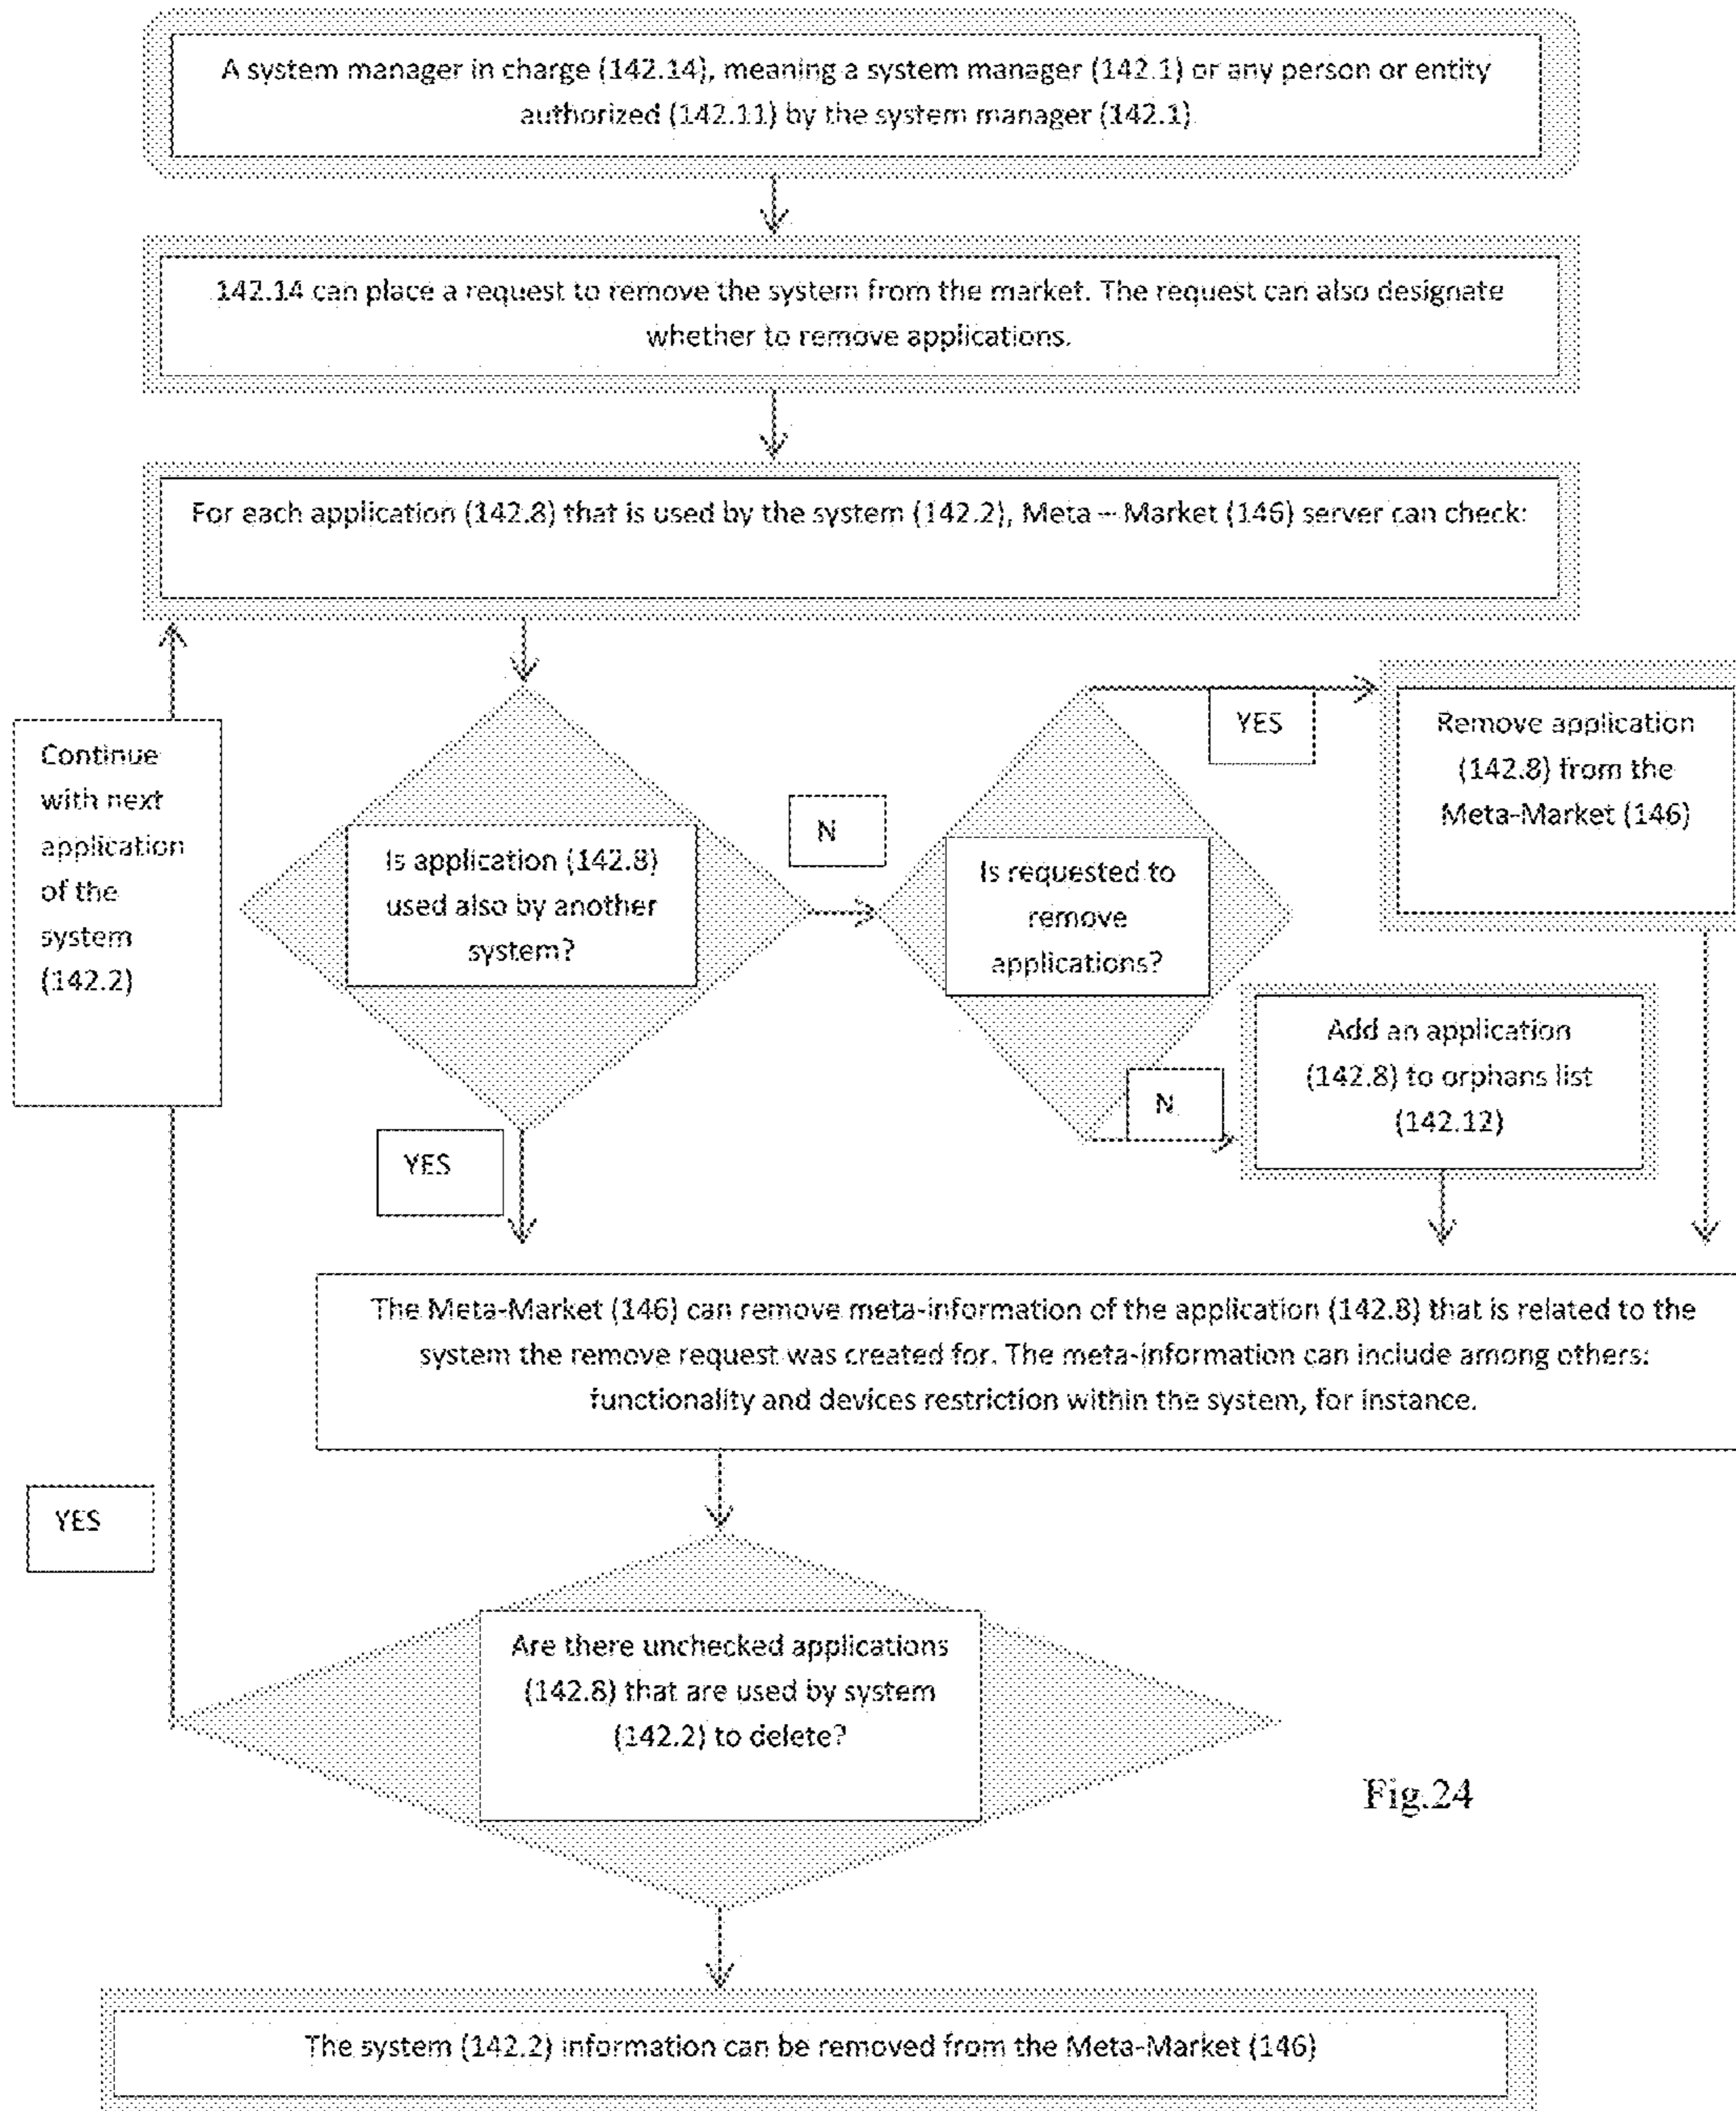 A system manager in charge (142.14), meaning a system manager (142.1) or any person or entity
authorized (142.11) by the system manager (142.1)
142.14 can place a request to remove the system from the market. The request can also designate
whether to remove applications.
For each application (142.8) that is used by the system (142.2), Meta – Market (146) server can check:
Continue
with next
application
of the
system
(142.2)
Is application (142.8)
used also by another
system?
N
Is requested to
remove
applications?
YES
Remove application
(142.8) from the
Meta-Market (146)
N
Add an application
(142.8) to orphans list
(142.12)
YES
The Meta-Market (146) can remove meta-information of the application (142.8) that is related to the
system the remove request was created for. The meta-information can include among others:
functionality and devices restriction within the system, for instance.
YES
Are there unchecked applications
(142.8) that are used by system
(142.2) to delete?
Fig.24
The system (142.2) information can be removed from the Meta-Market (146)